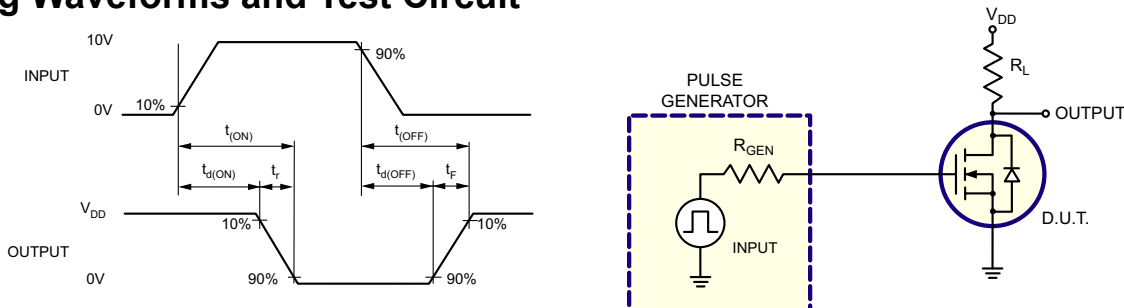 g Waveforms and Test Circuit
10V
INPUT
0V
10%
90%
t(ON)
t(OFF)
td(ON)
tr
td(OFF)
tF
VDD
10%
10%
OUTPUT
0V
90%
90%
VDD
RL
OUTPUT
PULSE
GENERATOR
RGEN
INPUT
D.U.T.